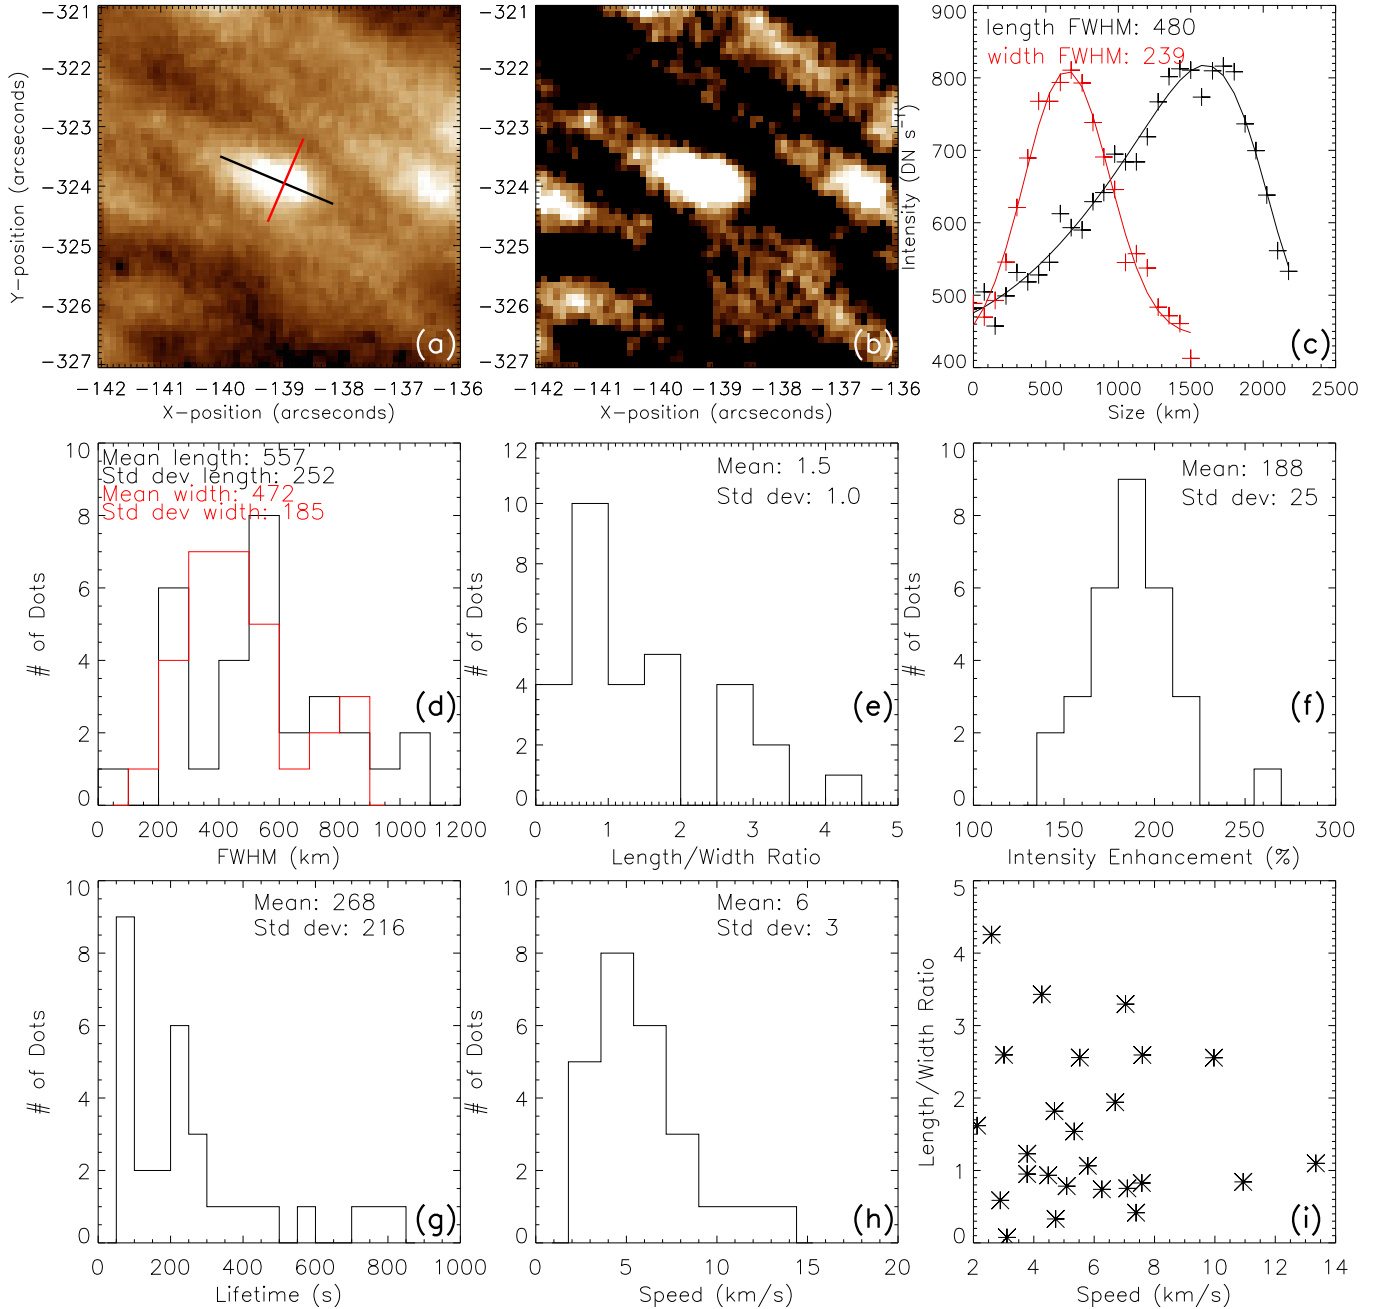 -321
-322
-323
-324
-325
-326
-327
Y-position (arcseconds)
(a)
-142 -141 -140 -139 -138 -137 -136
X-position (arcseconds)
-321
-322
-323
-324
-325
-326
-327
(b)
-142 -141 -140 -139 -138 -137 -136
X-position (arcseconds)
900
800
700
600
500
400
Intensity (DN s⁻¹)
length FWHM: 480
width FWHM: 239
(c)
0 500 1000 1500 2000 2500
Size (km)
10
8
6
4
2
0
# of Dots
Mean length: 557
Std dev length: 252
Mean width: 472
Std dev width: 185
(d)
0 200 400 600 800 1000 1200
FWHM (km)
12
10
8
6
4
2
0
# of Dots
Mean: 1.5
Std dev: 1.0
(e)
0 1 2 3 4 5
Length/Width Ratio
10
8
6
4
2
0
# of Dots
Mean: 188
Std dev: 25
(f)
100 150 200 250 300
Intensity Enhancement (%)
10
8
6
4
2
0
# of Dots
Mean: 268
Std dev: 216
(g)
0 200 400 600 800 1000
Lifetime (s)
10
8
6
4
2
0
# of Dots
Mean: 6
Std dev: 3
(h)
0 5 10 15 20
Speed (km/s)
5
4
3
2
1
0
Length/Width Ratio
(i)
2 4 6 8 10 12 14
Speed (km/s)